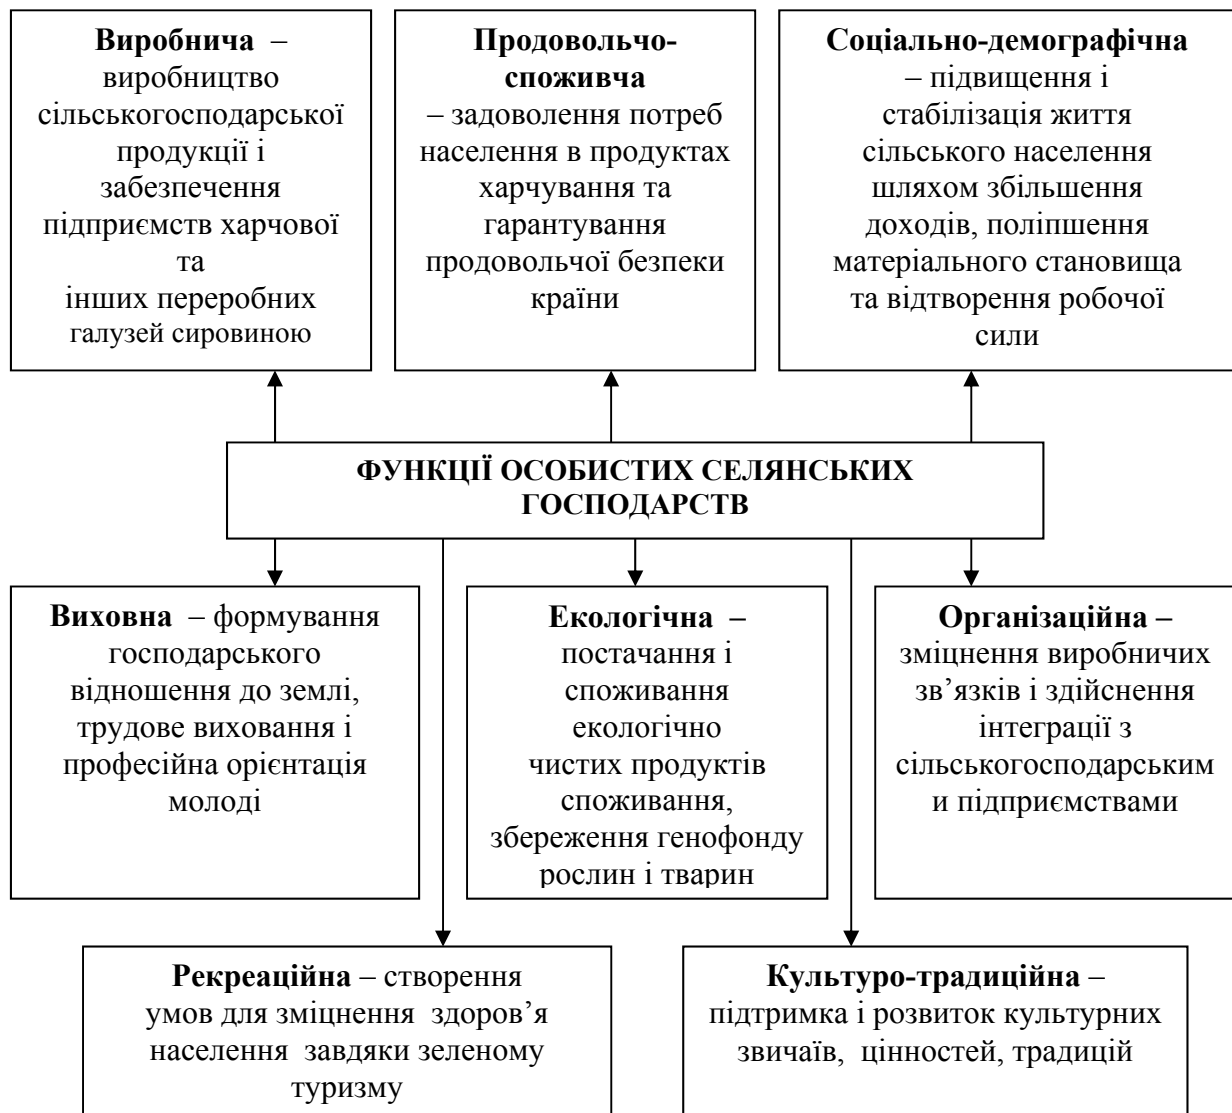 Виробнича –
виробництво
сільськогосподарської
продукції і
забезпечення
підприємств харчової
та
інших переробних
галузей сировиною
Продовольчо-
споживча
– задоволення потреб
населення в продуктах
харчування та
гарантування
продовольчої безпеки
країни
Соціально-демографічна
– підвищення і
стабілізація життя
сільського населення
шляхом збільшення
доходів, поліпшення
матеріального становища
та відтворення робочої
сили
ФУНКЦІЇ ОСОБИСТИХ СЕЛЯНСЬКИХ
ГОСПОДАРСТВ
Виховна – формування
господарського
відношення до землі,
трудове виховання і
професійна орієнтація
молоді
Екологічна –
постачання і
споживання
екологічно
чистих продуктів
споживання,
збереження генофонду
рослин і тварин
Організаційна –
зміцнення виробничих
зв’язків і здійснення
інтеграції з
сільськогосподарським
и підприємствами
Рекреаційна – створення
умов для зміцнення здоров’я
населення завдяки зеленому
туризму
Культуро-традиційна –
підтримка і розвиток культурних
звичаїв, цінностей, традицій